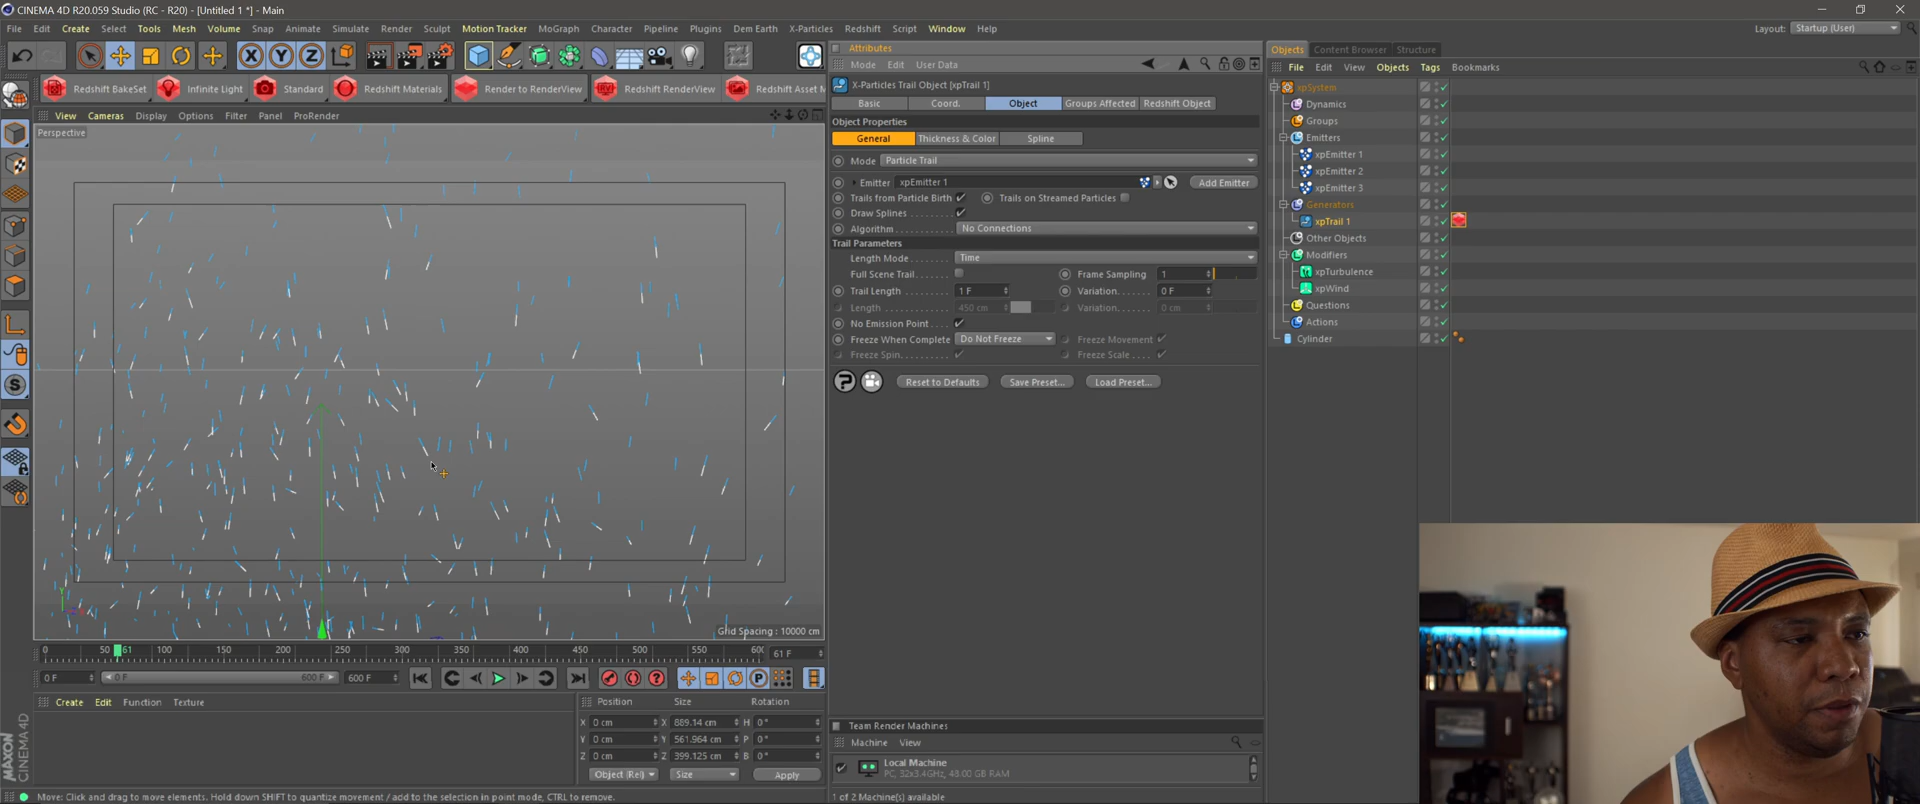 CINEMA 4D R20.059 Studio (RC - R20) - [Untitled 1 *] - Main
File Edit Create Select Tools Mesh Volume Snap Animate Simulate Render Sculpt Motion Tracker MoGraph Character Pipeline Plugins Dem Earth X-Particles Redshift Script Window Help
Layout: Startup (User)
Redshift BakeSet Infinite Light Standard Redshift Materials Render to RenderView Redshift RenderView Redshift Asset M
View Cameras Display Options Filter Panel ProRender
Perspective
Grid Spacing : 10000 cm
0 50 61 100 150 200 250 300 350 400 450 500 550 60
61 F
0 F
0 F
600 F
600 F
Create Edit Function Texture
Position Size Rotation
X 0 cm X 889.14 cm H 0°
Y 0 cm Y 561.964 cm P 0°
Z 0 cm Z 399.125 cm B 0°
Object (Rel) Size Apply
MAXON CINEMA 4D
Move: Click and drag to move elements. Hold down SHIFT to quantize movement / add to the selection in point mode, CTRL to remove.
Attributes
Mode Edit User Data
X-Particles Trail Object [xpTrail 1]
Basic Coord. Object Groups Affected Redshift Object
Object Properties
General Thickness & Color Spline
Mode Particle Trail
Emitter xpEmitter 1 Add Emitter
Trails from Particle Birth Trails on Streamed Particles
Draw Splines
Algorithm No Connections
Trail Parameters
Length Mode Time
Full Scene Trail Frame Sampling 1
Trail Length 1 F Variation 0 F
Length 450 cm Variation 0 cm
No Emission Point
Freeze When Complete Do Not Freeze Freeze Movement
Freeze Spin Freeze Scale
Reset to Defaults Save Preset... Load Preset...
Team Render Machines
Machine View
Local Machine
PC, 32x3.4GHz, 48.00 GB RAM
1 of 2 Machine(s) available
Objects Content Browser Structure
File Edit View Objects Tags Bookmarks
xpSystem
Dynamics
Groups
Emitters
xpEmitter 1
xpEmitter 2
xpEmitter 3
Generators
xpTrail 1
Other Objects
Modifiers
xpTurbulence
xpWind
Questions
Actions
Cylinder